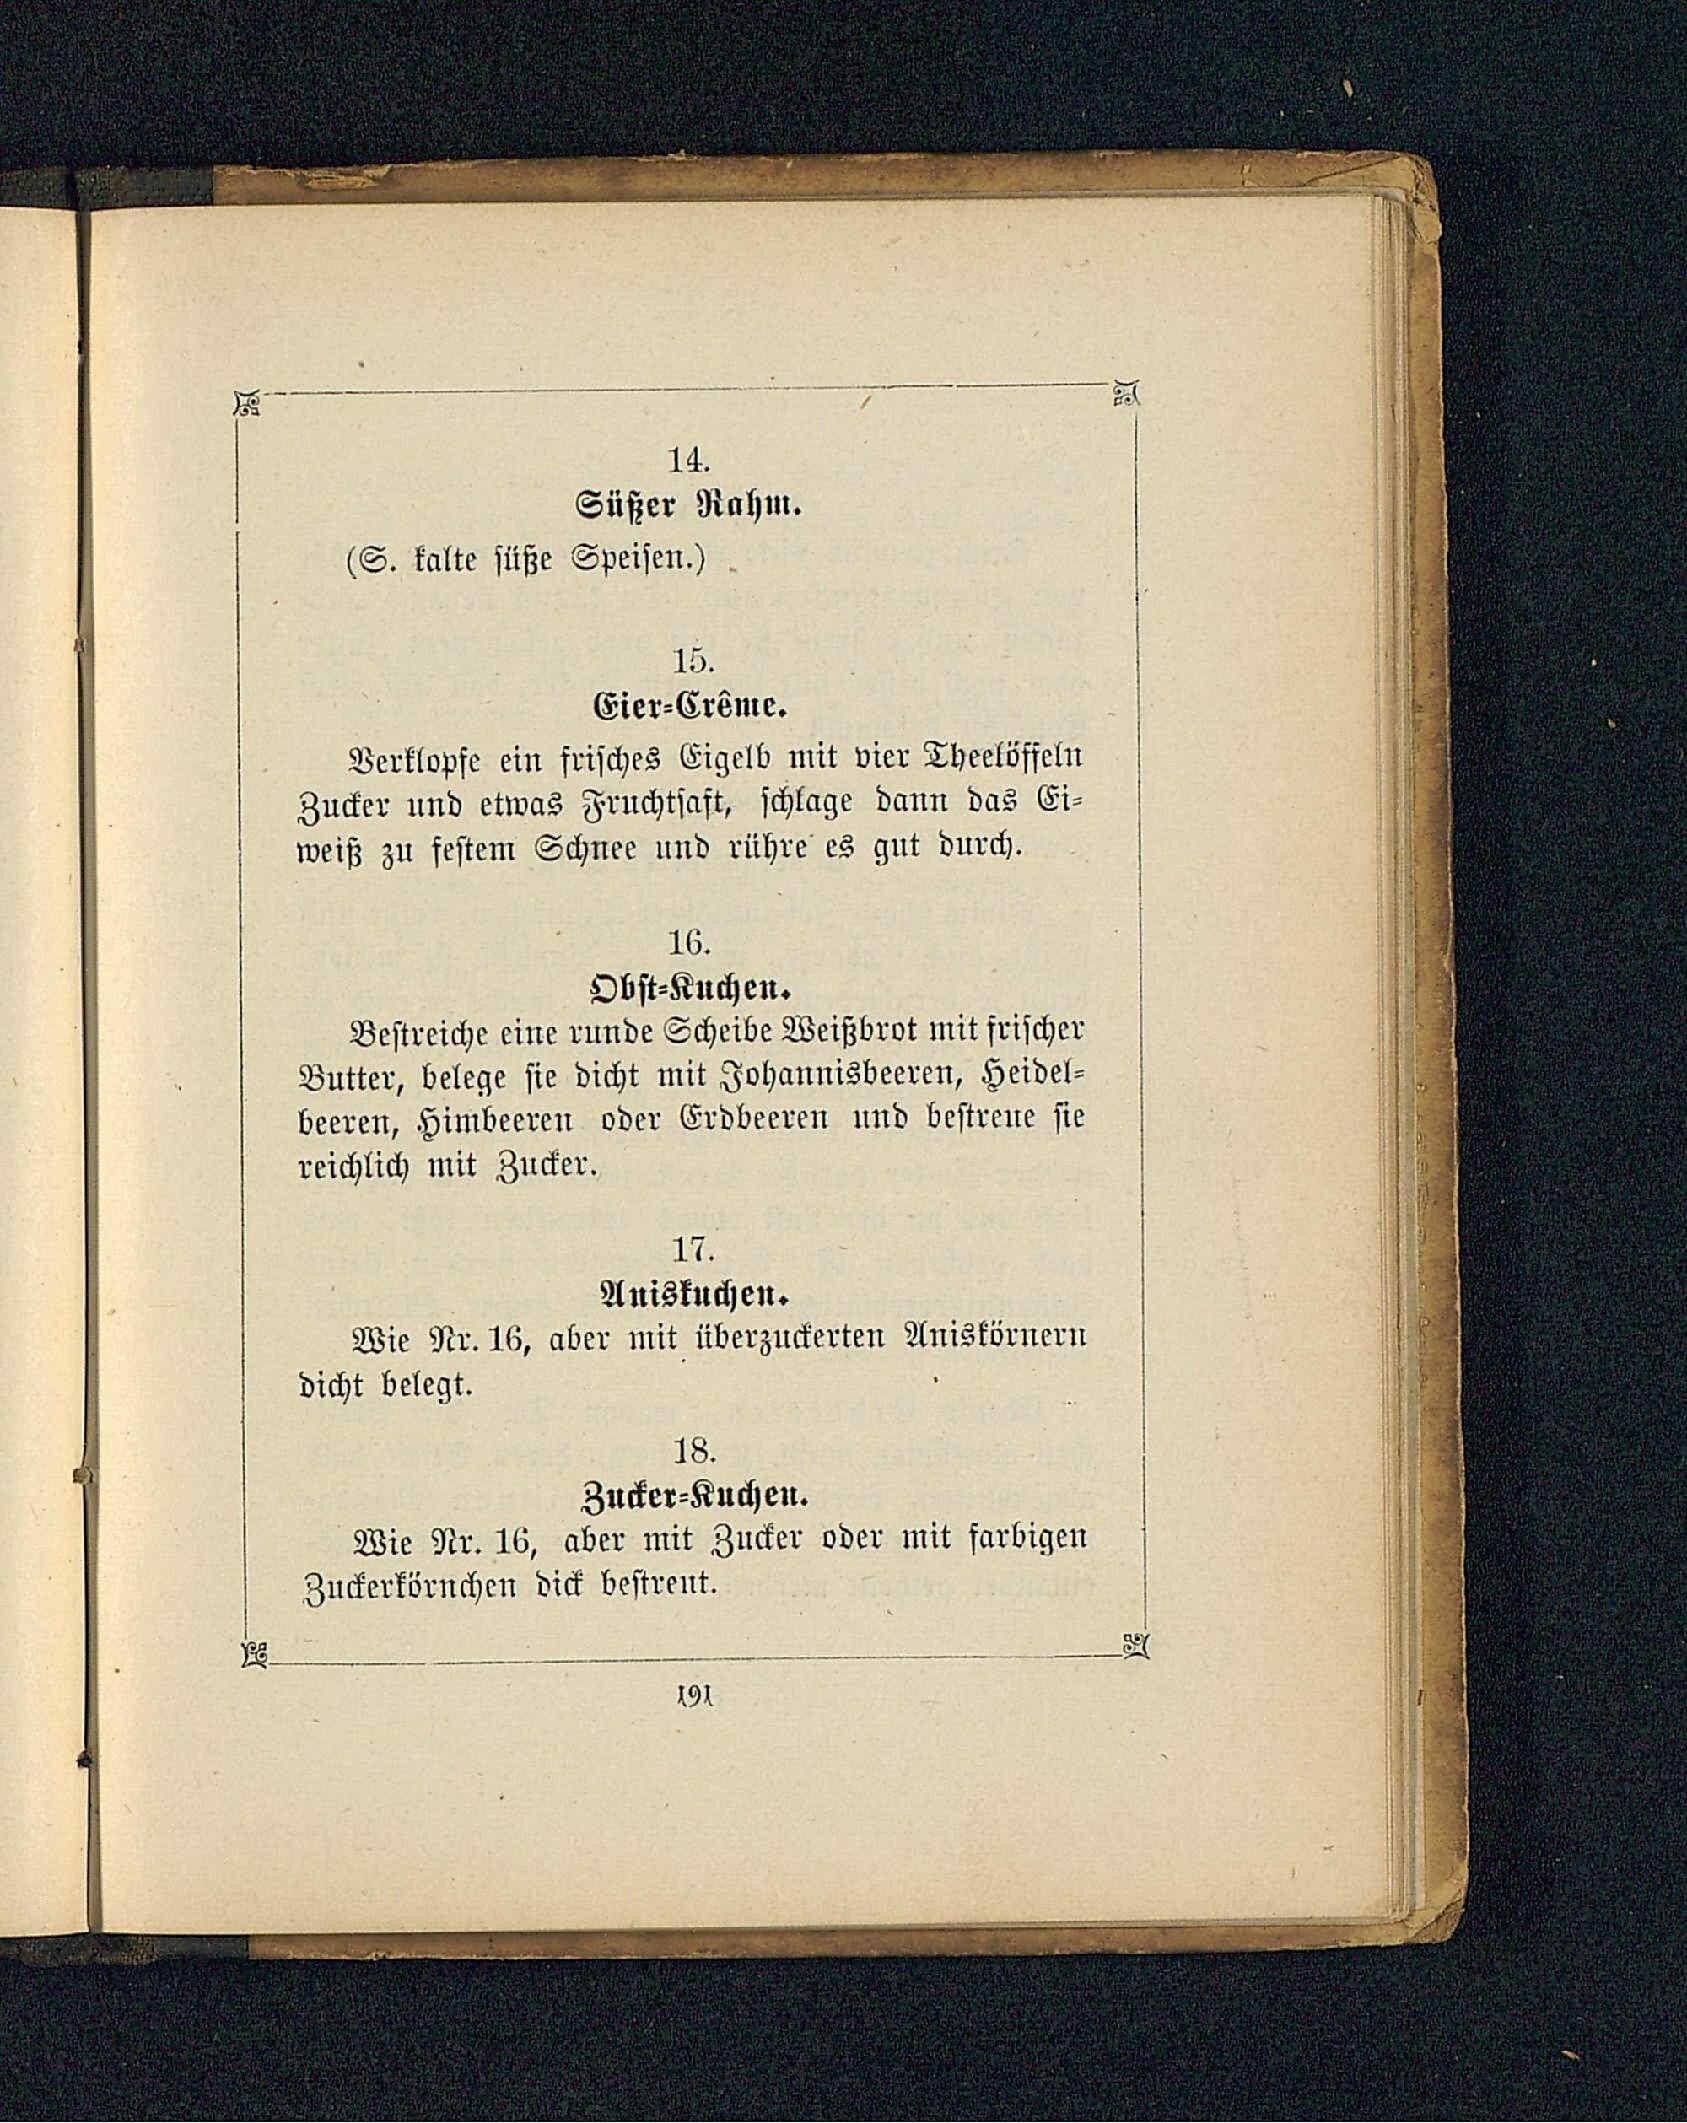 14.
Süßer Rahm.
(S. kalte süße Speisen.)
15.
Eier-Crême.
Verklopfe ein frisches Eigelb mit vier Theelöffeln
Zucker und etwas Fruchtsaft, schlage dann das Ei-
weiß zu festem Schnee und rühre es gut durch.
16.
Obst-Kuchen.
Bestreiche eine runde Scheibe Weißbrot mit frischer
Butter, belege sie dicht mit Johannisbeeren, Heidel-
beeren, Himbeeren oder Erdbeeren und bestreue sie
reichlich mit Zucker.
17.
Aniskuchen.
Wie Nr. 16, aber mit überzuckerten Aniskörnern
dicht belegt.
18.
Zucker-Kuchen.
Wie Nr. 16, aber mit Zucker oder mit farbigen
Zuckerkörnchen dick bestreut.
191